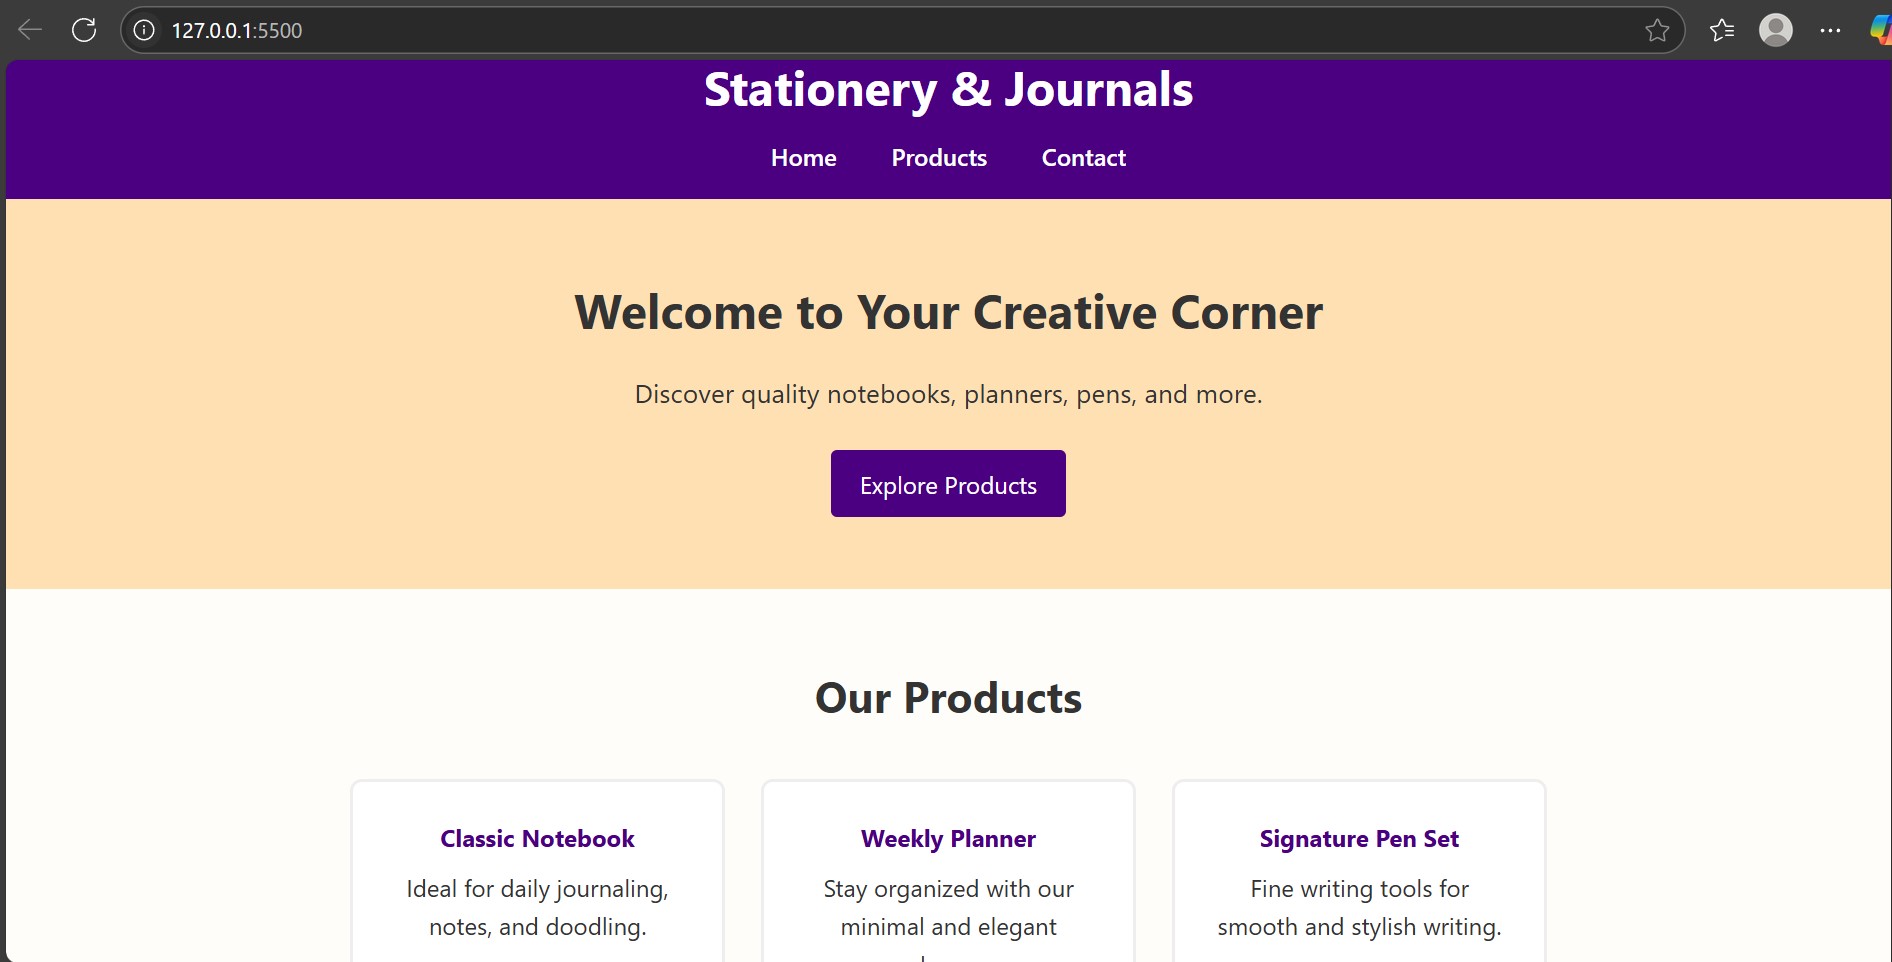 127.0.0.1:5500
Stationery & Journals
Home Products Contact
Welcome to Your Creative Corner
Discover quality notebooks, planners, pens, and more.
Explore Products
Our Products
Classic Notebook
Ideal for daily journaling,
notes, and doodling.
Weekly Planner
Stay organized with our
minimal and elegant
Signature Pen Set
Fine writing tools for
smooth and stylish writing.